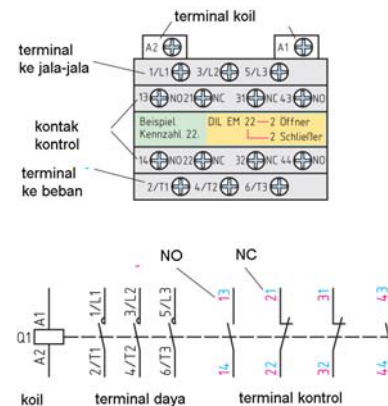 terminal koil
A2 A1
terminal
ke jala-jala
1/L1 3/L2 5/L3
13 NO 21 NC 31 NC 43 NO
kontak
kontrol
Beispiel
Kennzahl 22:
DIL EM 22 2 Öffner
2 Schließer
14 NO 22 NC 32 NC 44 NO
terminal
ke beban
2/T1 4/T2 6/T3
NO NC
A1 1/L1 3/L2 5/L3 13 21 31 43
Q1
A2 2/T1 4/T2 6/T3 14 22 32 44
koil terminal daya terminal kontrol